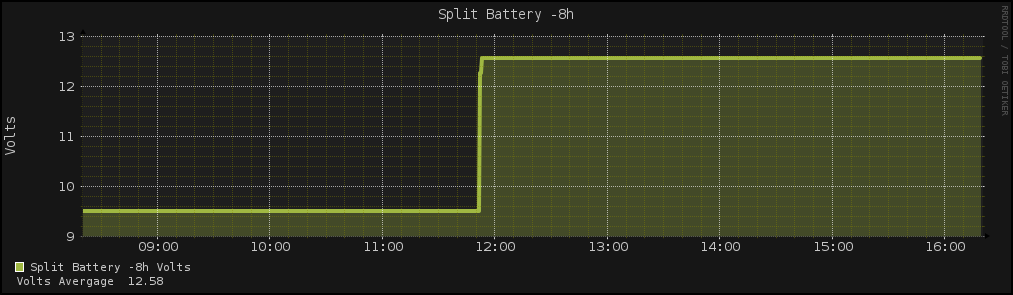 Split Battery -8h
RRDTOOL / TOBI OETIKER
Volts
13
12
11
10
9
09:00 10:00 11:00 12:00 13:00 14:00 15:00 16:00
Split Battery -8h Volts
Volts Avergage 12.58